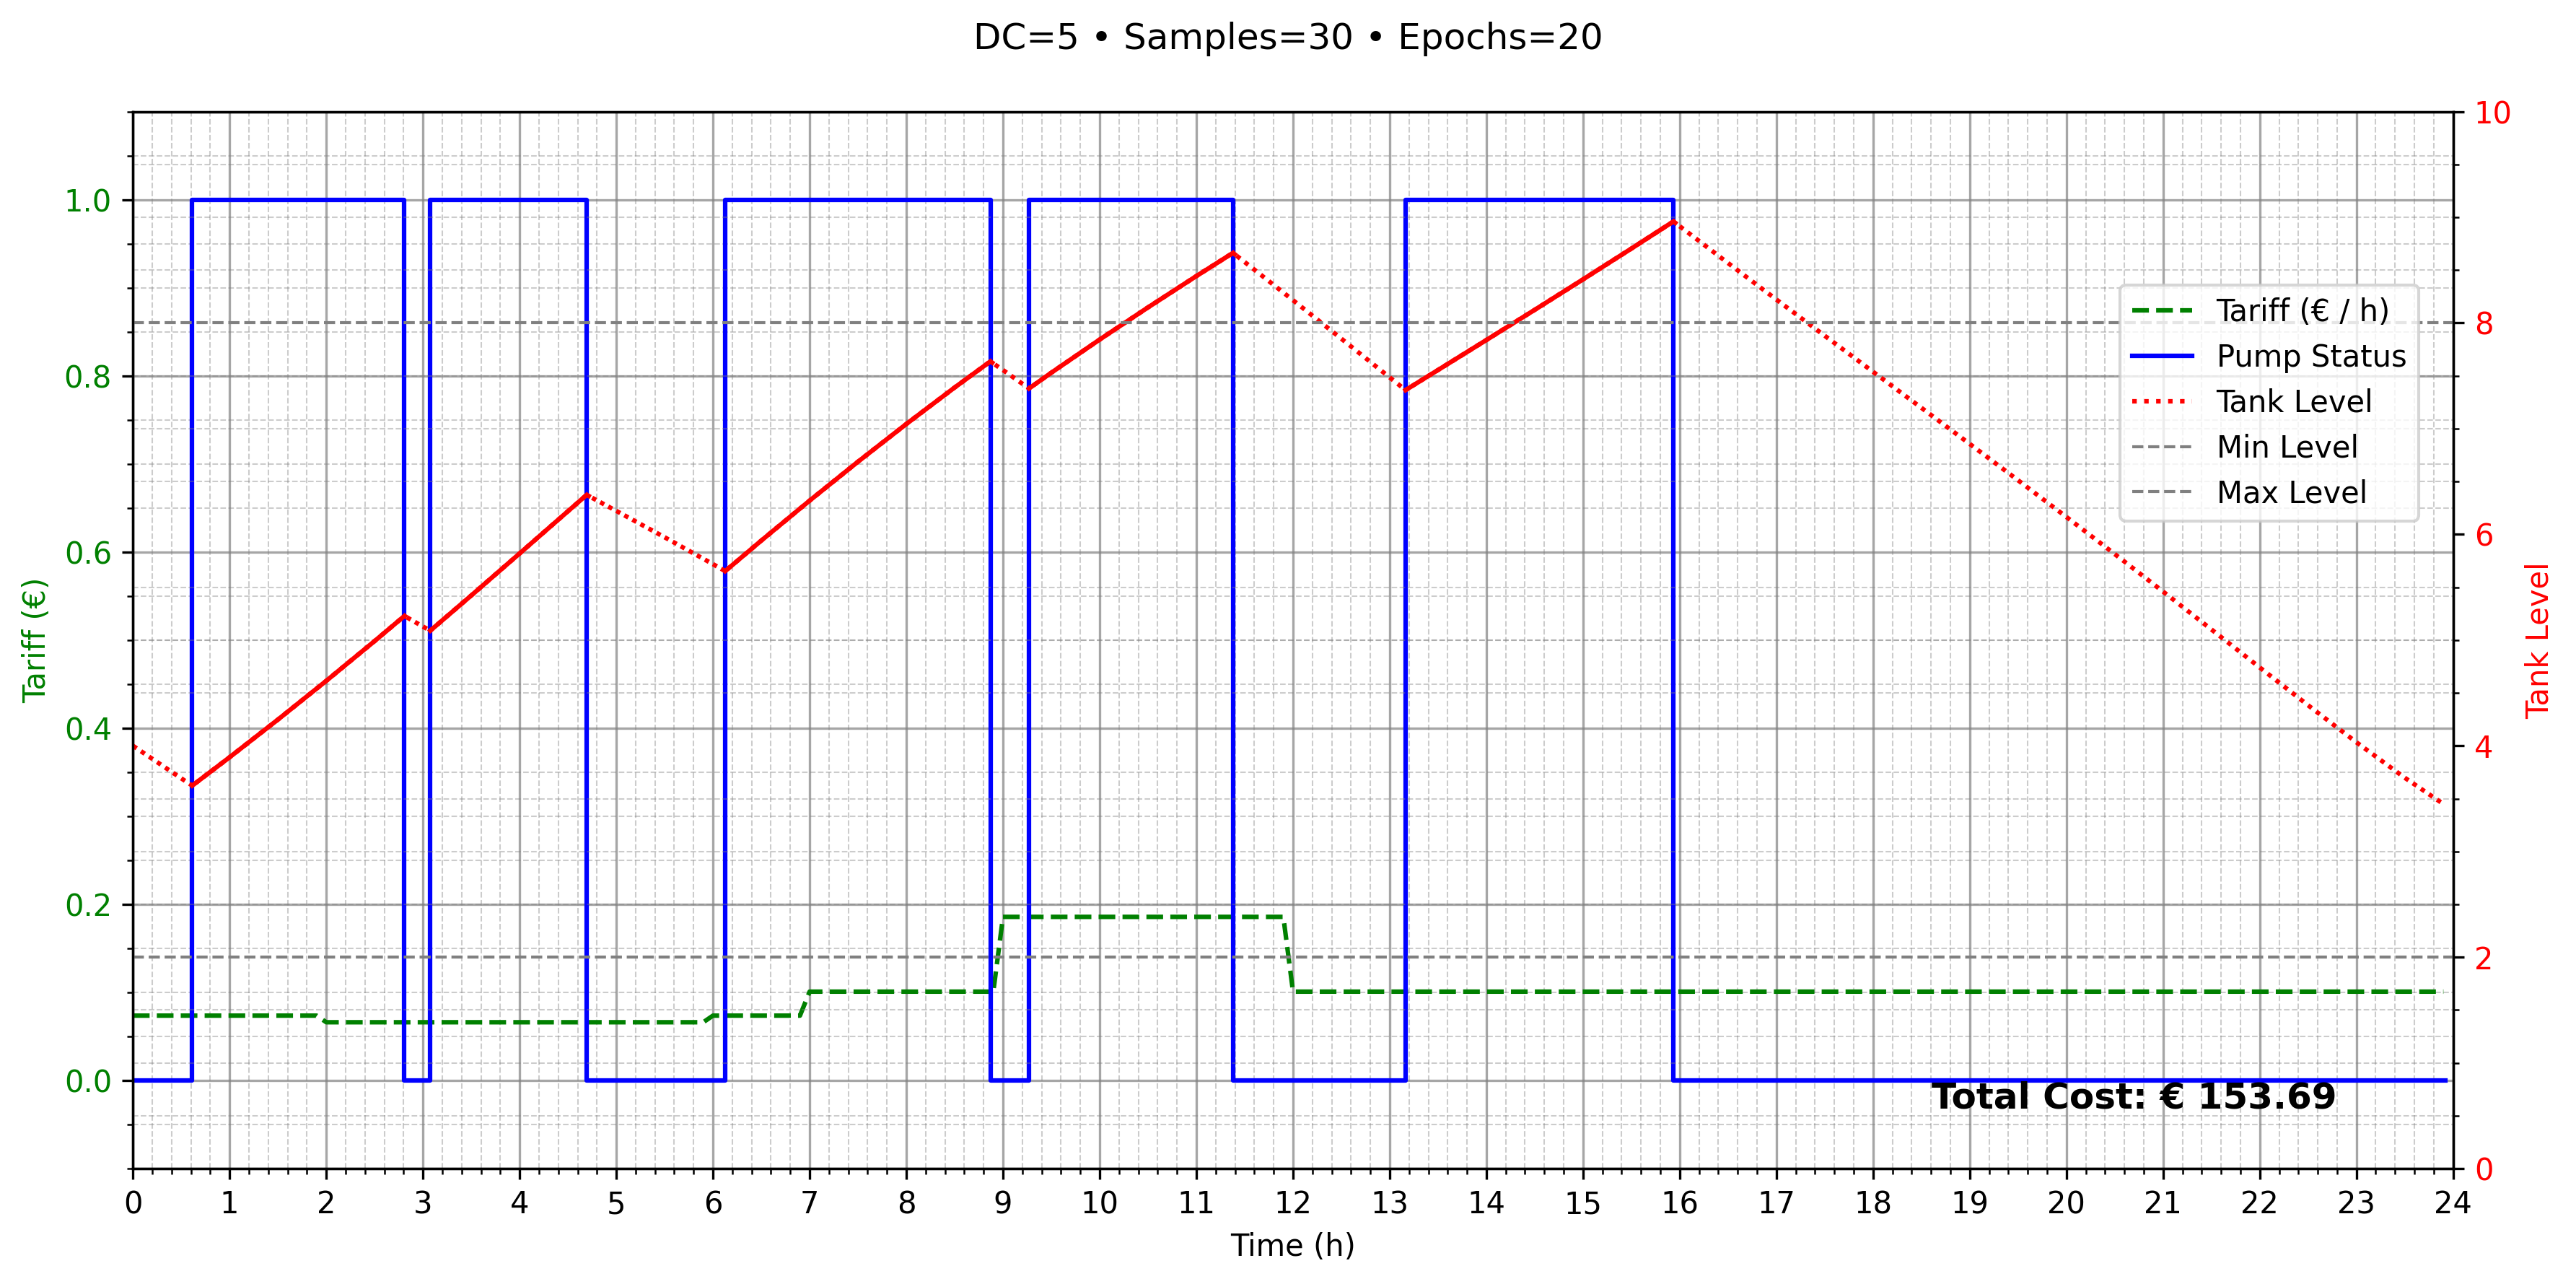 DC=5 • Samples=30 • Epochs=20
10
1.0
8
0.8
6
0.6
4
0.4
0.2
2
0.0
0
Tariff (€)
Tank Level
Tariff (€ / h)
Pump Status
Tank Level
Min Level
Max Level
Total Cost: € 153.69
0 1 2 3 4 5 6 7 8 9 10 11 12 13 14 15 16 17 18 19 20 21 22 23 24
Time (h)